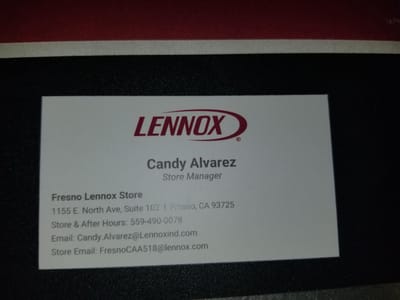 LENNOX
Candy Alvarez
Store Manager
Fresno Lennox Store
1155 E. North Ave, Suite Fresno, CA 93725
Store & After Hours: 559-490-0078
Email: Candy.Alvarez@Lennoxind.com
Store Email: FresnoCAA518@lennox.com